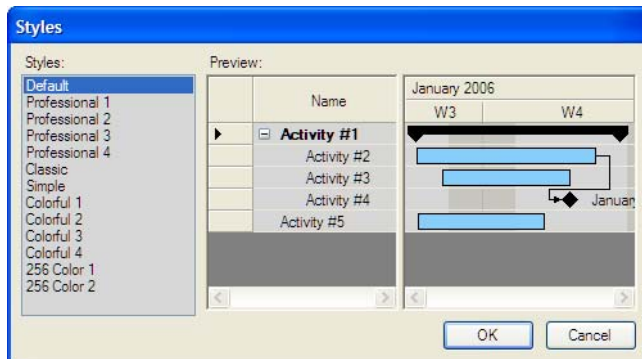 Styles
Styles:
Default
Professional 1
Professional 2
Professional 3
Professional 4
Classic
Simple
Colorful 1
Colorful 2
Colorful 3
Colorful 4
256 Color 1
256 Color 2
Preview:
Name
January 2006
W3 W4
Activity #1
Activity #2
Activity #3
Activity #4
Januar
Activity #5
OK Cancel